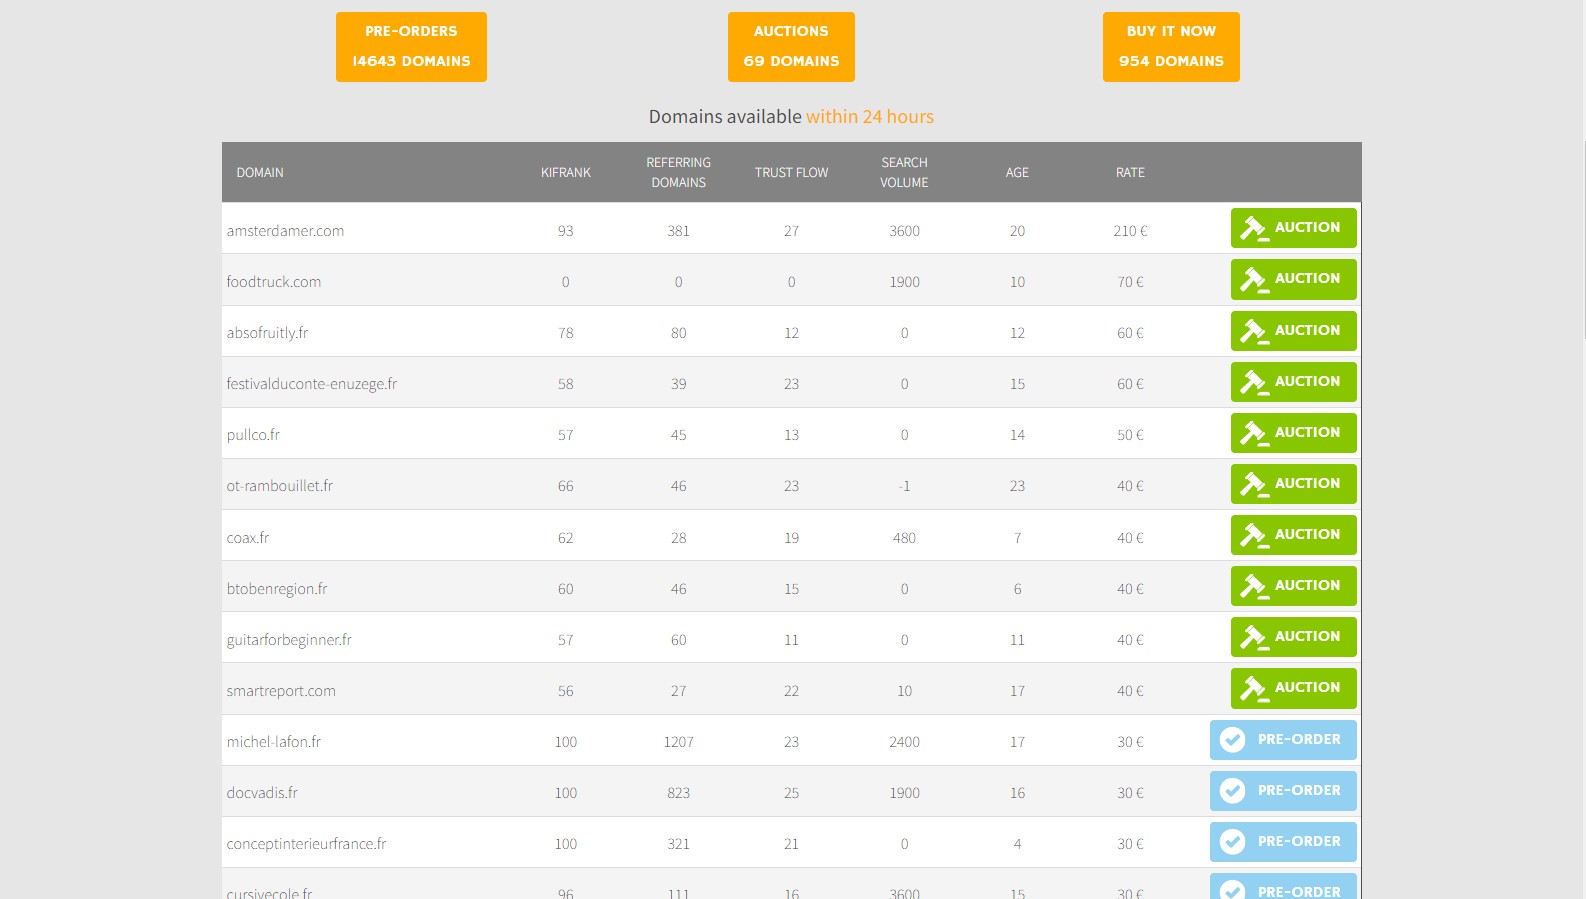 PRE-ORDERS
14643 DOMAINS
AUCTIONS
69 DOMAINS
BUY IT NOW
954 DOMAINS
Domains available within 24 hours
DOMAIN KIFRANK REFERRING DOMAINS TRUST FLOW SEARCH VOLUME AGE RATE
amsterdamer.com 93 381 27 3600 20 210 € AUCTION
foodtruck.com 0 0 0 1900 10 70 € AUCTION
absofruitly.fr 78 80 12 0 12 60 € AUCTION
festivalduconte-enuzege.fr 58 39 23 0 15 60 € AUCTION
pullco.fr 57 45 13 0 14 50 € AUCTION
ot-rambouillet.fr 66 46 23 -1 23 40 € AUCTION
coax.fr 62 28 19 480 7 40 € AUCTION
btobenregion.fr 60 46 15 0 6 40 € AUCTION
guitarforbeginner.fr 57 60 11 0 11 40 € AUCTION
smartreport.com 56 27 22 10 17 40 € AUCTION
michel-lafon.fr 100 1207 23 2400 17 30 € PRE-ORDER
docvadis.fr 100 823 25 1900 16 30 € PRE-ORDER
conceptinterieurfrance.fr 100 321 21 0 4 30 € PRE-ORDER
cursivecole.fr 96 111 16 3600 15 30 € PRE-ORDER